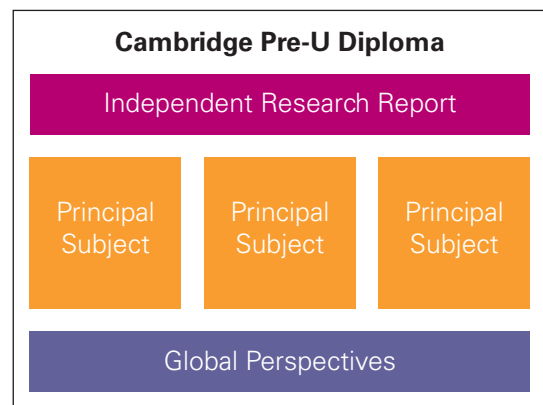 Cambridge Pre-U Diploma
Independent Research Report
Principal
Subject
Principal
Subject
Principal
Subject
Global Perspectives